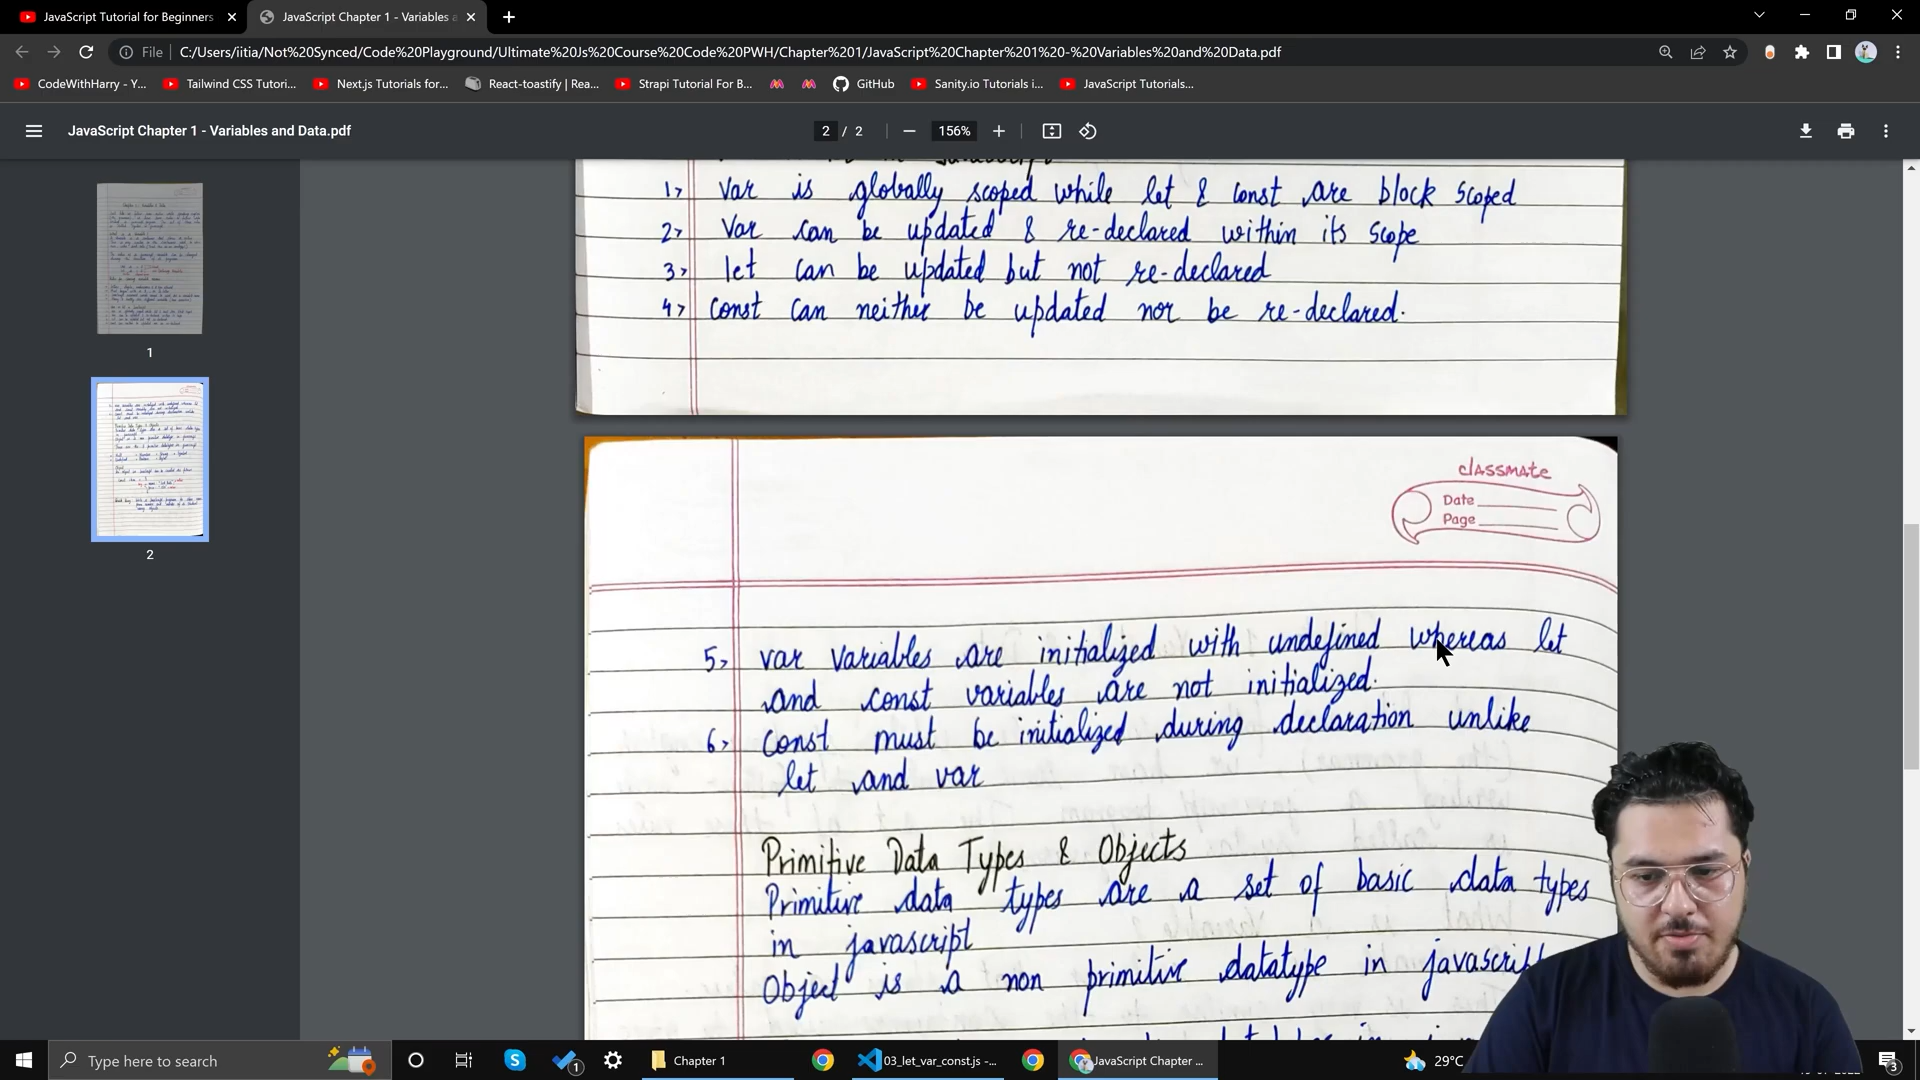 JavaScript Tutorial for Beginners
JavaScript Chapter 1 - Variables a
File C:/Users/iitia/Not%20Synced/Code%20Playground/Ultimate%20Js%20Course%20Code%20PWH/Chapter%201/JavaScript%20Chapter%201%20-%20Variables%20and%20Data.pdf
CodeWithHarry - Y... Tailwind CSS Tutori... Next.js Tutorials for... React-toastify | Rea... Strapi Tutorial For B... GitHub Sanity.io Tutorials i... JavaScript Tutorials...
JavaScript Chapter 1 - Variables and Data.pdf 2 / 2 156%
1
2
1> var is globally scoped while let & const are block scoped
2> Var can be updated & re-declared within its scope
3> let can be updated but not re-declared
4> Const can neither be updated nor be re-declared.
classmate
Date
Page
5> var variables are initialized with undefined whereas let
and const variables are not initialized.
6> Const must be initialized during declaration unlike
let and var
Primitive Data Types & Objects
Primitive data types are a set of basic data types
in javascript
Object is a non primitive datatype in javascript
Type here to search
1
Chapter 1
03_let_var_const.js -...
JavaScript Chapter ...
29°C
3